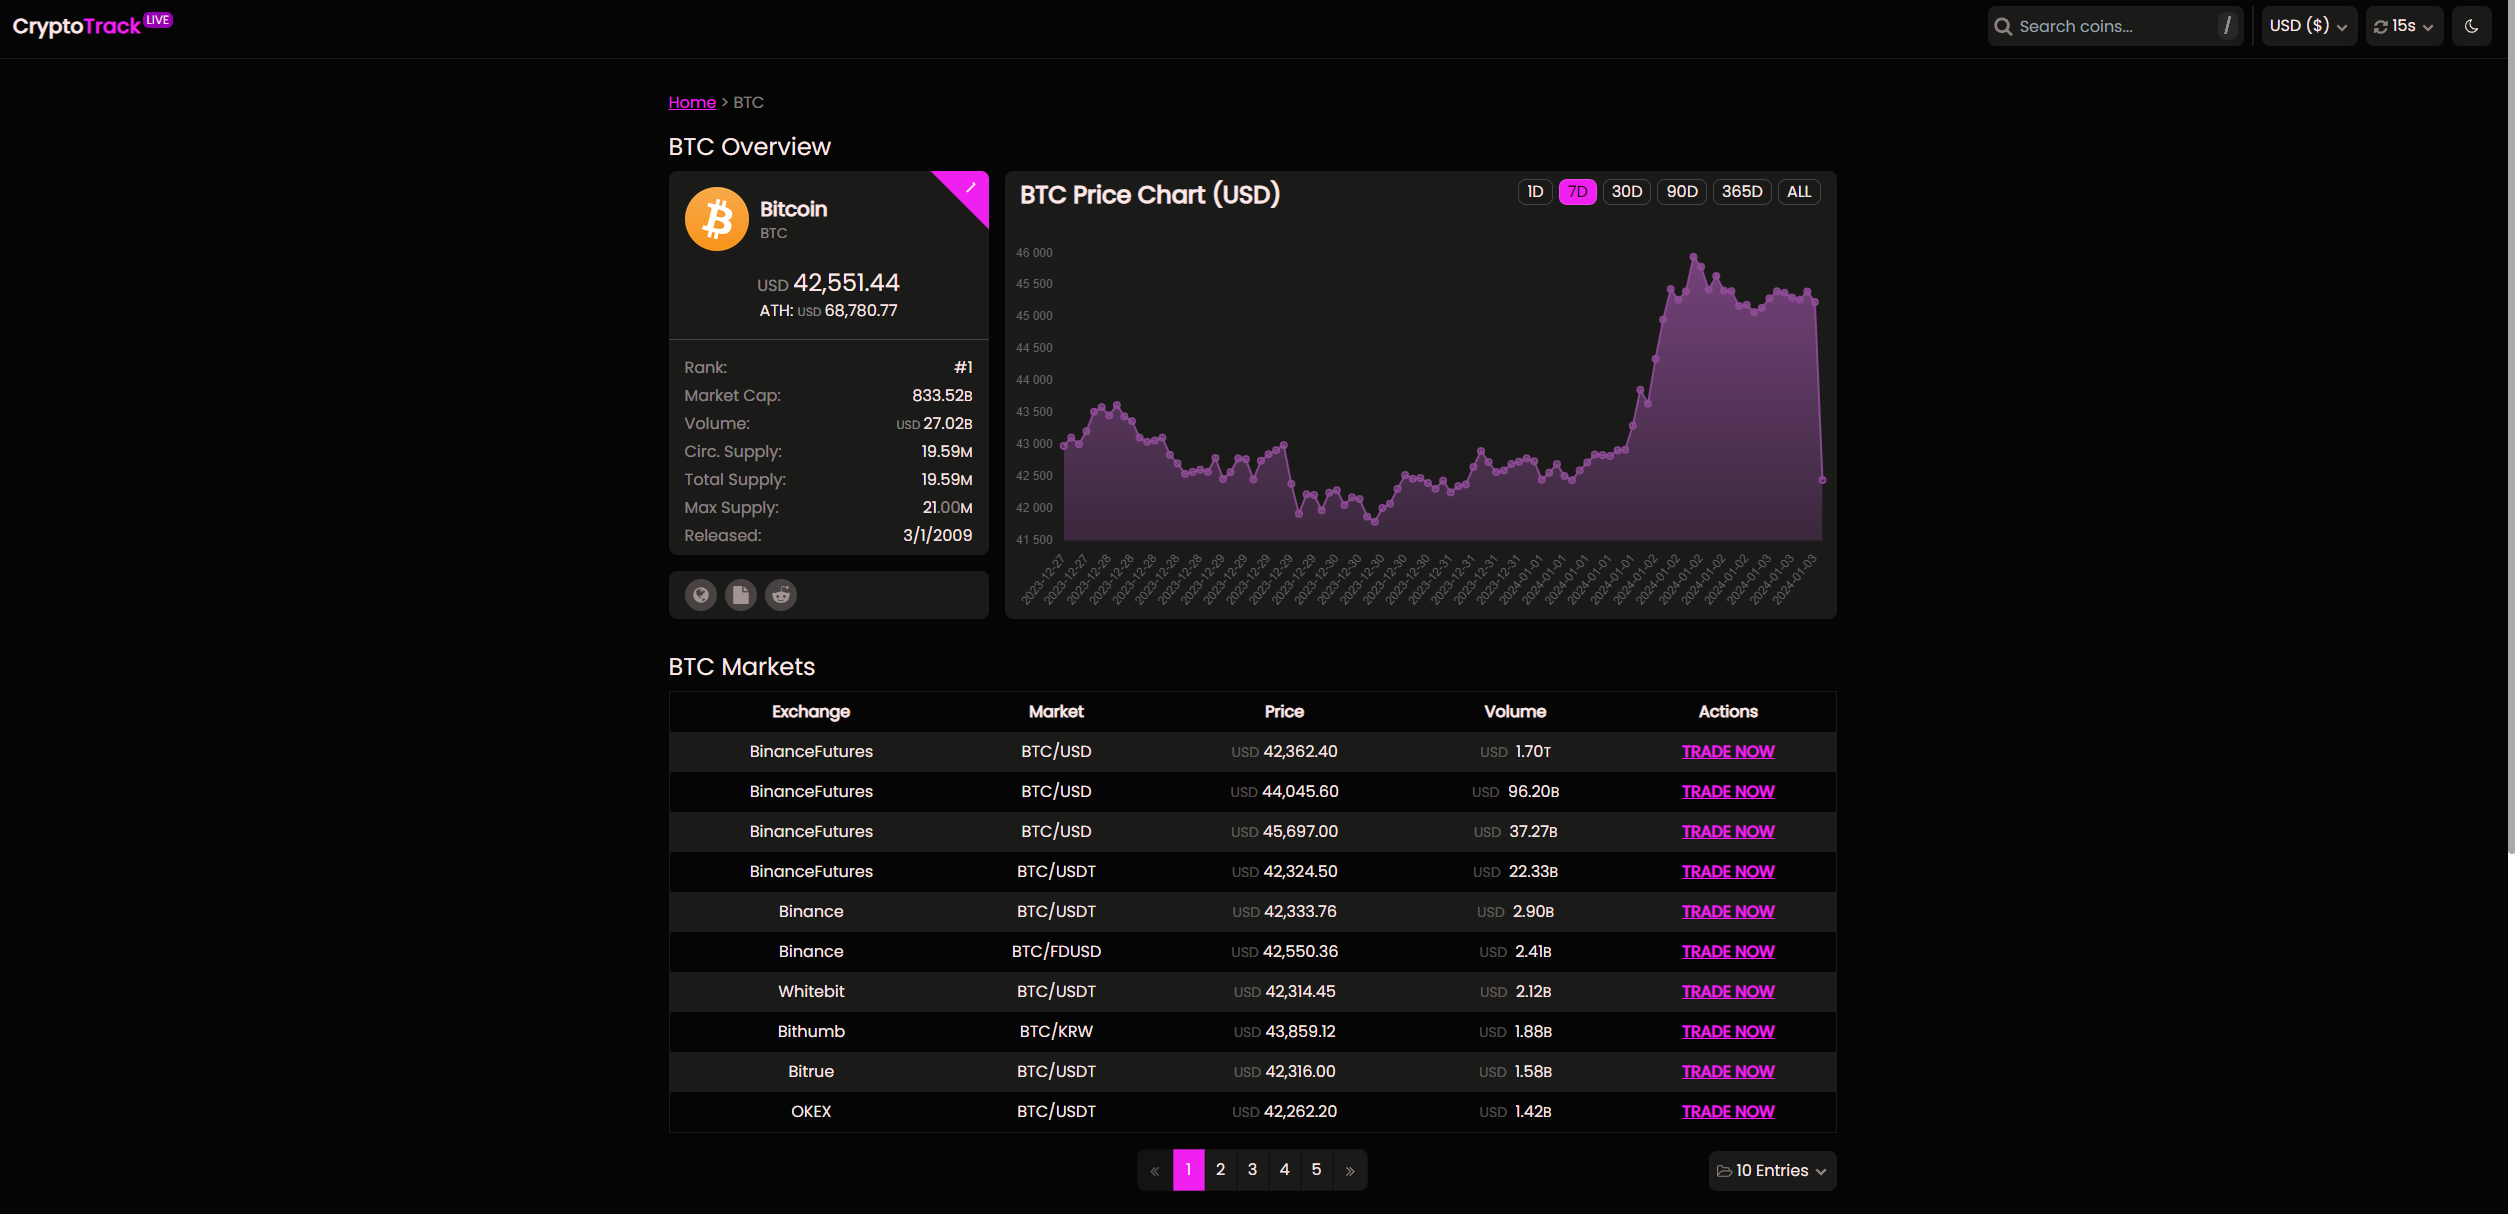 CryptoTrack LIVE
Search coins... /
USD ($)
15s
Home > BTC
BTC Overview
Bitcoin
BTC
USD 42,551.44
ATH: USD 68,780.77
Rank: #1
Market Cap: 833.52B
Volume: USD 27.02B
Circ. Supply: 19.59M
Total Supply: 19.59M
Max Supply: 21.00M
Released: 3/1/2009
BTC Price Chart (USD)
1D 7D 30D 90D 365D ALL
46 000
45 500
45 000
44 500
44 000
43 500
43 000
42 500
42 000
41 500
2023-12-27
2023-12-27
2023-12-28
2023-12-28
2023-12-28
2023-12-28
2023-12-28
2023-12-29
2023-12-29
2023-12-29
2023-12-29
2023-12-29
2023-12-30
2023-12-30
2023-12-30
2023-12-30
2023-12-30
2023-12-31
2023-12-31
2023-12-31
2023-12-31
2024-01-01
2024-01-01
2024-01-01
2024-01-01
2024-01-01
2024-01-02
2024-01-02
2024-01-02
2024-01-02
2024-01-02
2024-01-03
2024-01-03
2024-01-03
BTC Markets
Exchange Market Price Volume Actions
BinanceFutures BTC/USD USD 42,362.40 USD 1.70T TRADE NOW
BinanceFutures BTC/USD USD 44,045.60 USD 96.20B TRADE NOW
BinanceFutures BTC/USD USD 45,697.00 USD 37.27B TRADE NOW
BinanceFutures BTC/USDT USD 42,324.50 USD 22.33B TRADE NOW
Binance BTC/USDT USD 42,333.76 USD 2.90B TRADE NOW
Binance BTC/FDUSD USD 42,550.36 USD 2.41B TRADE NOW
Whitebit BTC/USDT USD 42,314.45 USD 2.12B TRADE NOW
Bithumb BTC/KRW USD 43,859.12 USD 1.88B TRADE NOW
Bitrue BTC/USDT USD 42,316.00 USD 1.58B TRADE NOW
OKEX BTC/USDT USD 42,262.20 USD 1.42B TRADE NOW
« 1 2 3 4 5 »
10 Entries